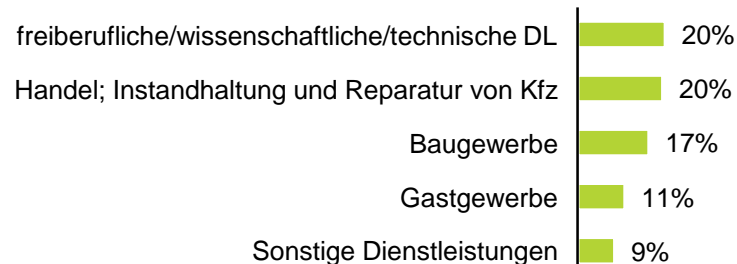 freiberufliche/wissenschaftliche/technische DL 20%
Handel; Instandhaltung und Reparatur von Kfz 20%
Baugewerbe 17%
Gastgewerbe 11%
Sonstige Dienstleistungen 9%